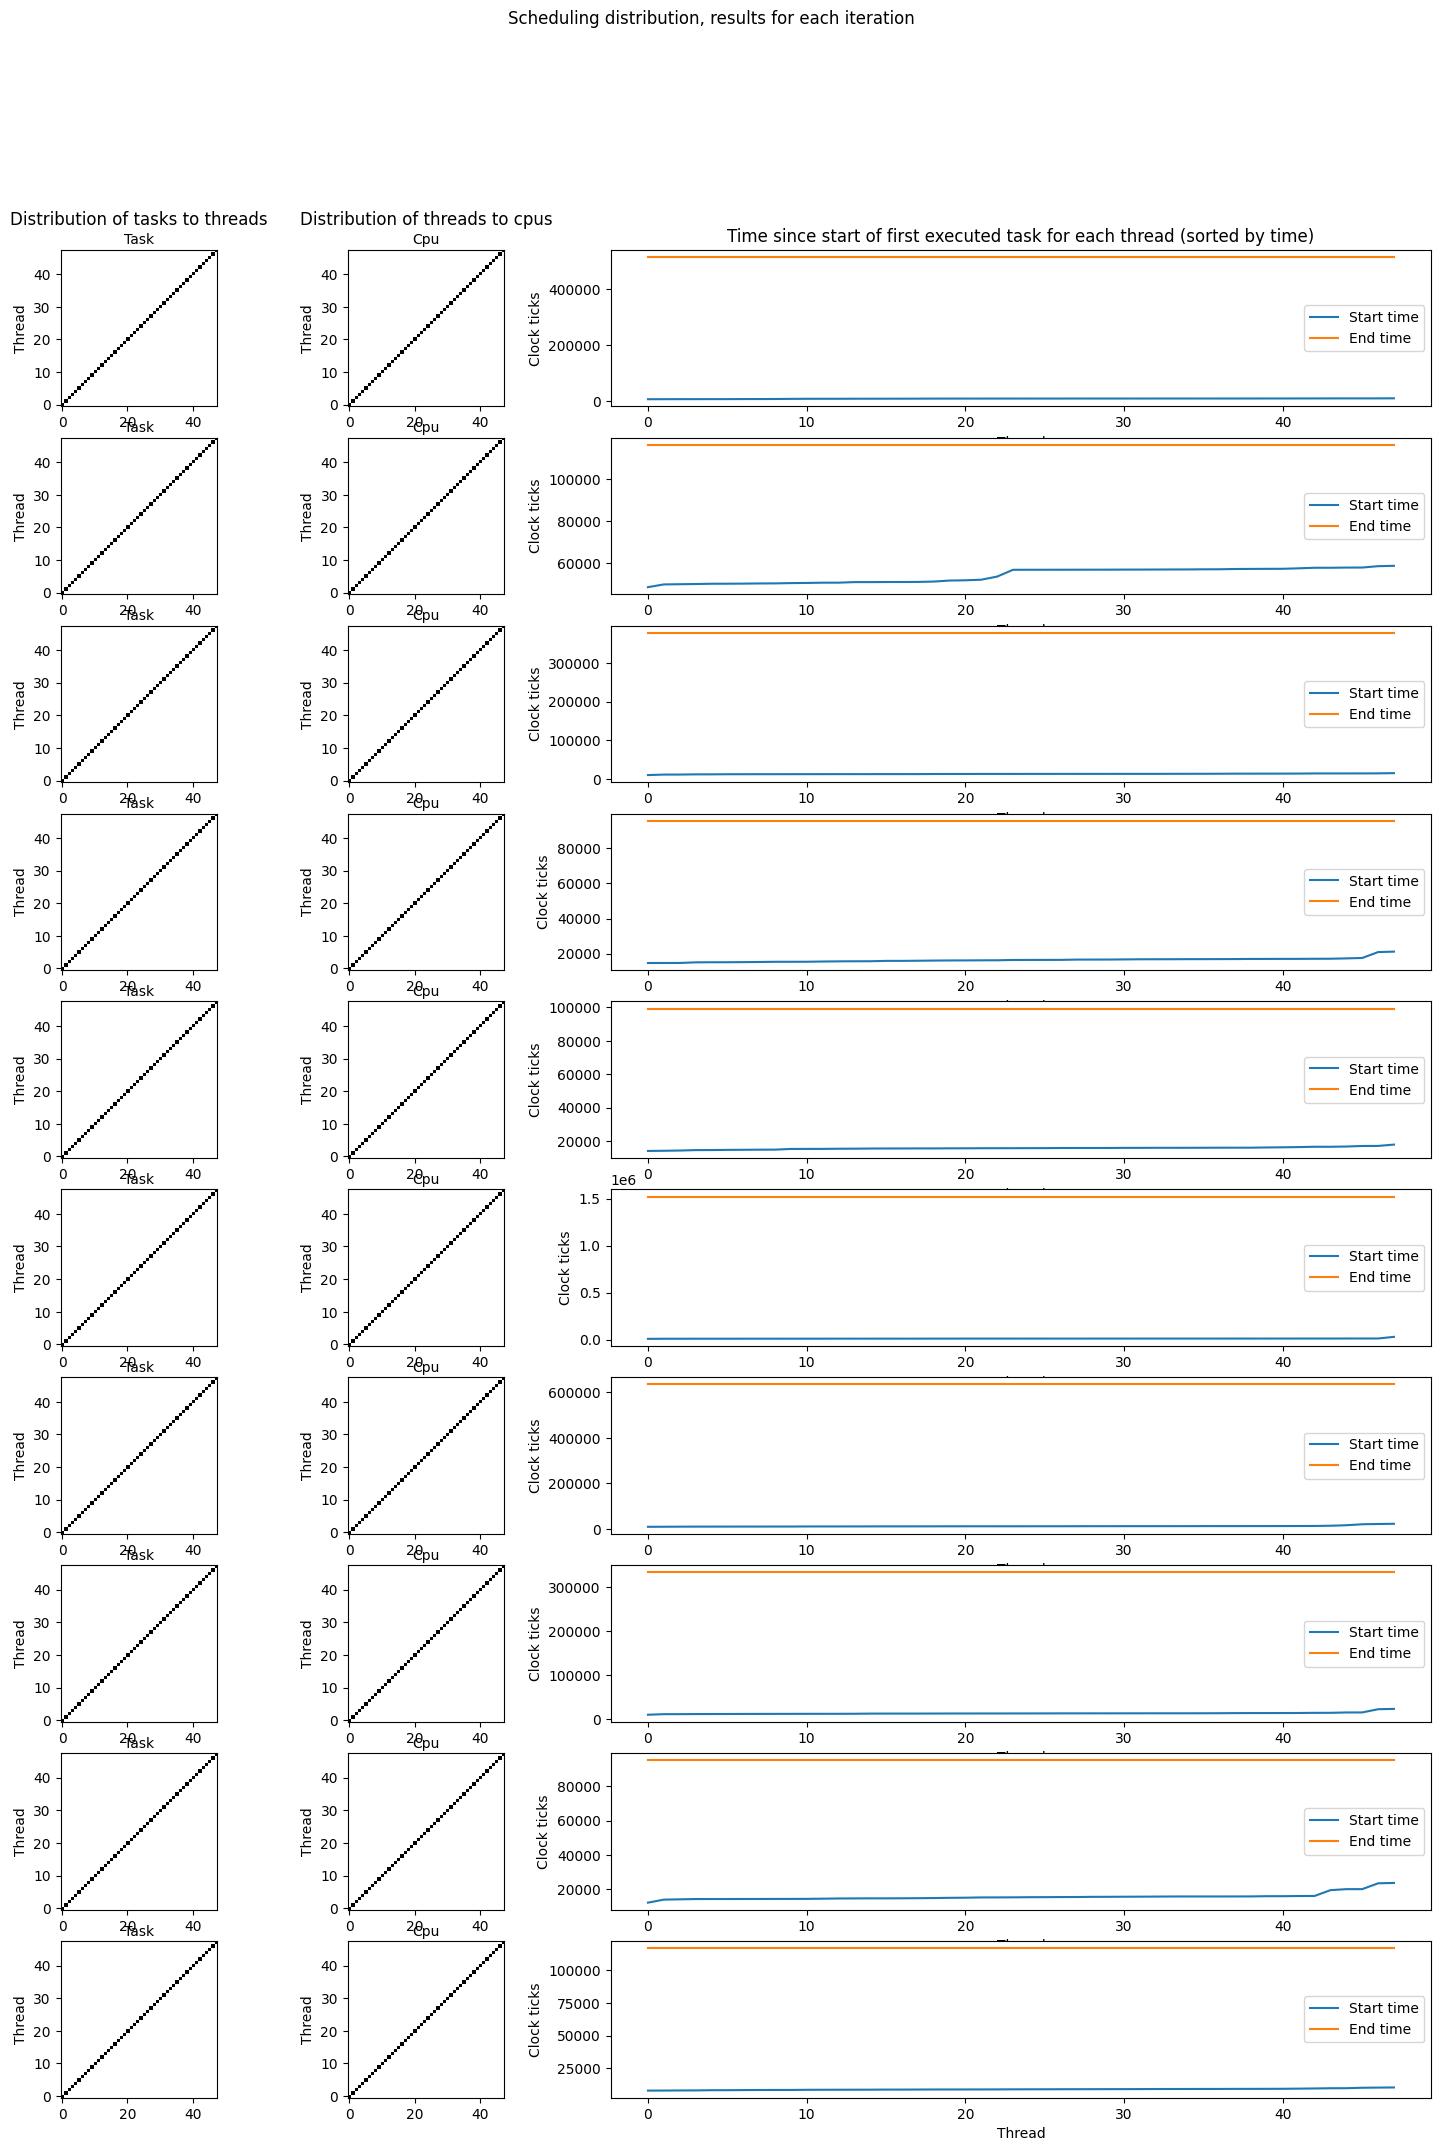 Scheduling distribution, results for each iteration
Distribution of tasks to threads
Distribution of threads to cpus
Time since start of first executed task for each thread (sorted by time)
Task
Thread
40
30
20
10
0
0 20 40
Cpu
Thread
40
30
20
10
0
0 20 40
Clock ticks
400000
200000
0
Start time
End time
0 10 20 30 40
Task
Thread
40
30
20
10
0
0 20 40
Cpu
Thread
40
30
20
10
0
0 20 40
Clock ticks
100000
80000
60000
Start time
End time
0 10 20 30 40
Task
Thread
40
30
20
10
0
0 20 40
Cpu
Thread
40
30
20
10
0
0 20 40
Clock ticks
300000
200000
100000
0
Start time
End time
0 10 20 30 40
Task
Thread
40
30
20
10
0
0 20 40
Cpu
Thread
40
30
20
10
0
0 20 40
Clock ticks
80000
60000
40000
20000
Start time
End time
0 10 20 30 40
Task
Thread
40
30
20
10
0
0 20 40
Cpu
Thread
40
30
20
10
0
0 20 40
Clock ticks
100000
80000
60000
40000
20000
Start time
End time
0 10 20 30 40
Task
Thread
40
30
20
10
0
0 20 40
Cpu
Thread
40
30
20
10
0
0 20 40
1e6
Clock ticks
1.5
1.0
0.5
0.0
Start time
End time
0 10 20 30 40
Task
Thread
40
30
20
10
0
0 20 40
Cpu
Thread
40
30
20
10
0
0 20 40
Clock ticks
600000
400000
200000
0
Start time
End time
0 10 20 30 40
Task
Thread
40
30
20
10
0
0 20 40
Cpu
Thread
40
30
20
10
0
0 20 40
Clock ticks
300000
200000
100000
0
Start time
End time
0 10 20 30 40
Task
Thread
40
30
20
10
0
0 20 40
Cpu
Thread
40
30
20
10
0
0 20 40
Clock ticks
80000
60000
40000
20000
Start time
End time
0 10 20 30 40
Task
Thread
40
30
20
10
0
0 20 40
Cpu
Thread
40
30
20
10
0
0 20 40
Clock ticks
100000
75000
50000
25000
Start time
End time
0 10 20 30 40
Thread